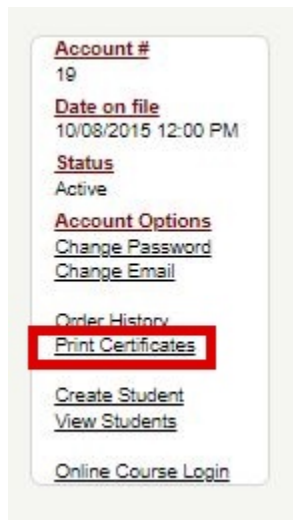 Account #
19
Date on file
10/08/2015 12:00 PM
Status
Active
Account Options
Change Password
Change Email
Order History
Print Certificates
Create Student
View Students
Online Course Login